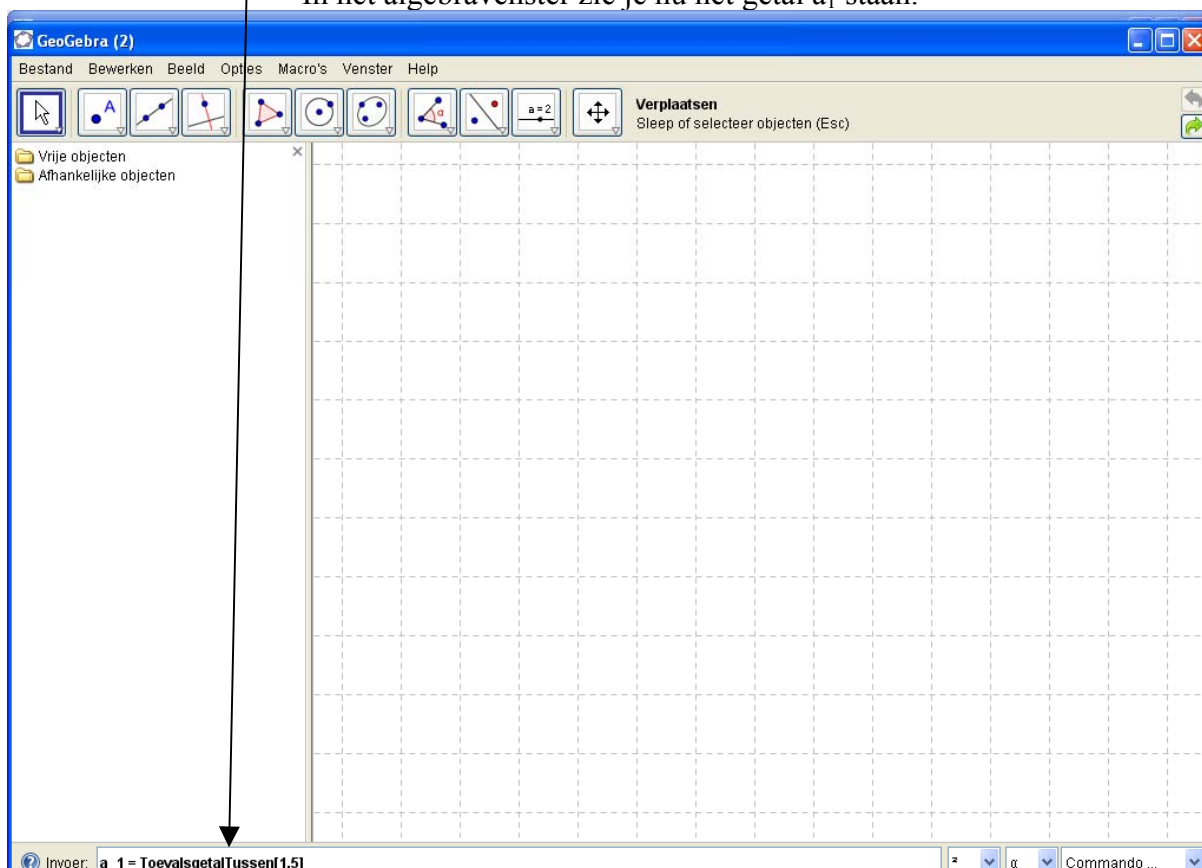 In het algebravenster zie je nu het getal a₁ staan.
GeoGebra (2)
Bestand Bewerken Beeld Opties Macro's Venster Help
A
α
a=2
Verplaatsen
Sleep of selecteer objecten (Esc)
Vrije objecten
Afhankelijke objecten
Invoer: a_1 = ToevalsgetalTussen[1,5]
² α Commando ...